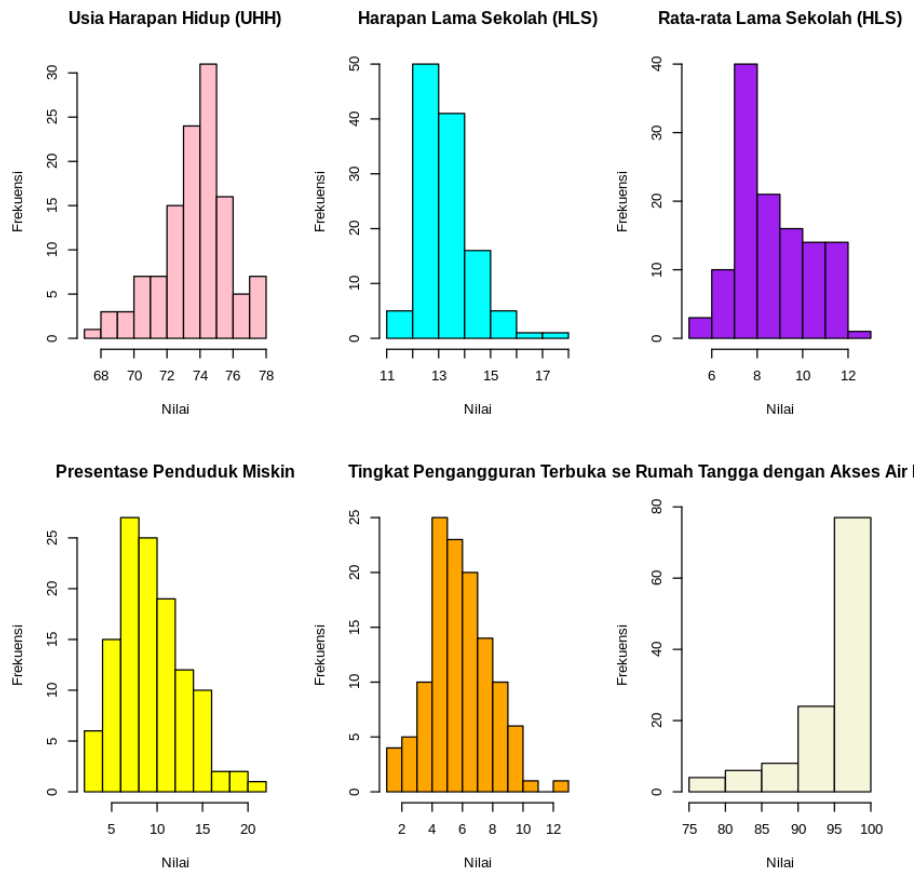 Usia Harapan Hidup (UHH)
30
25
20
15
10
5
0
Frekuensi
68 70 72 74 76 78
Nilai
Harapan Lama Sekolah (HLS)
50
40
30
20
10
0
Frekuensi
11 13 15 17
Nilai
Rata-rata Lama Sekolah (HLS)
40
30
20
10
0
Frekuensi
6 8 10 12
Nilai
Presentase Penduduk Miskin
25
20
15
10
5
0
Frekuensi
5 10 15 20
Nilai
Tingkat Pengangguran Terbuka
25
20
15
10
5
0
Frekuensi
2 4 6 8 10 12
Nilai
se Rumah Tangga dengan Akses Air
80
60
40
20
0
Frekuensi
75 80 85 90 95 100
Nilai